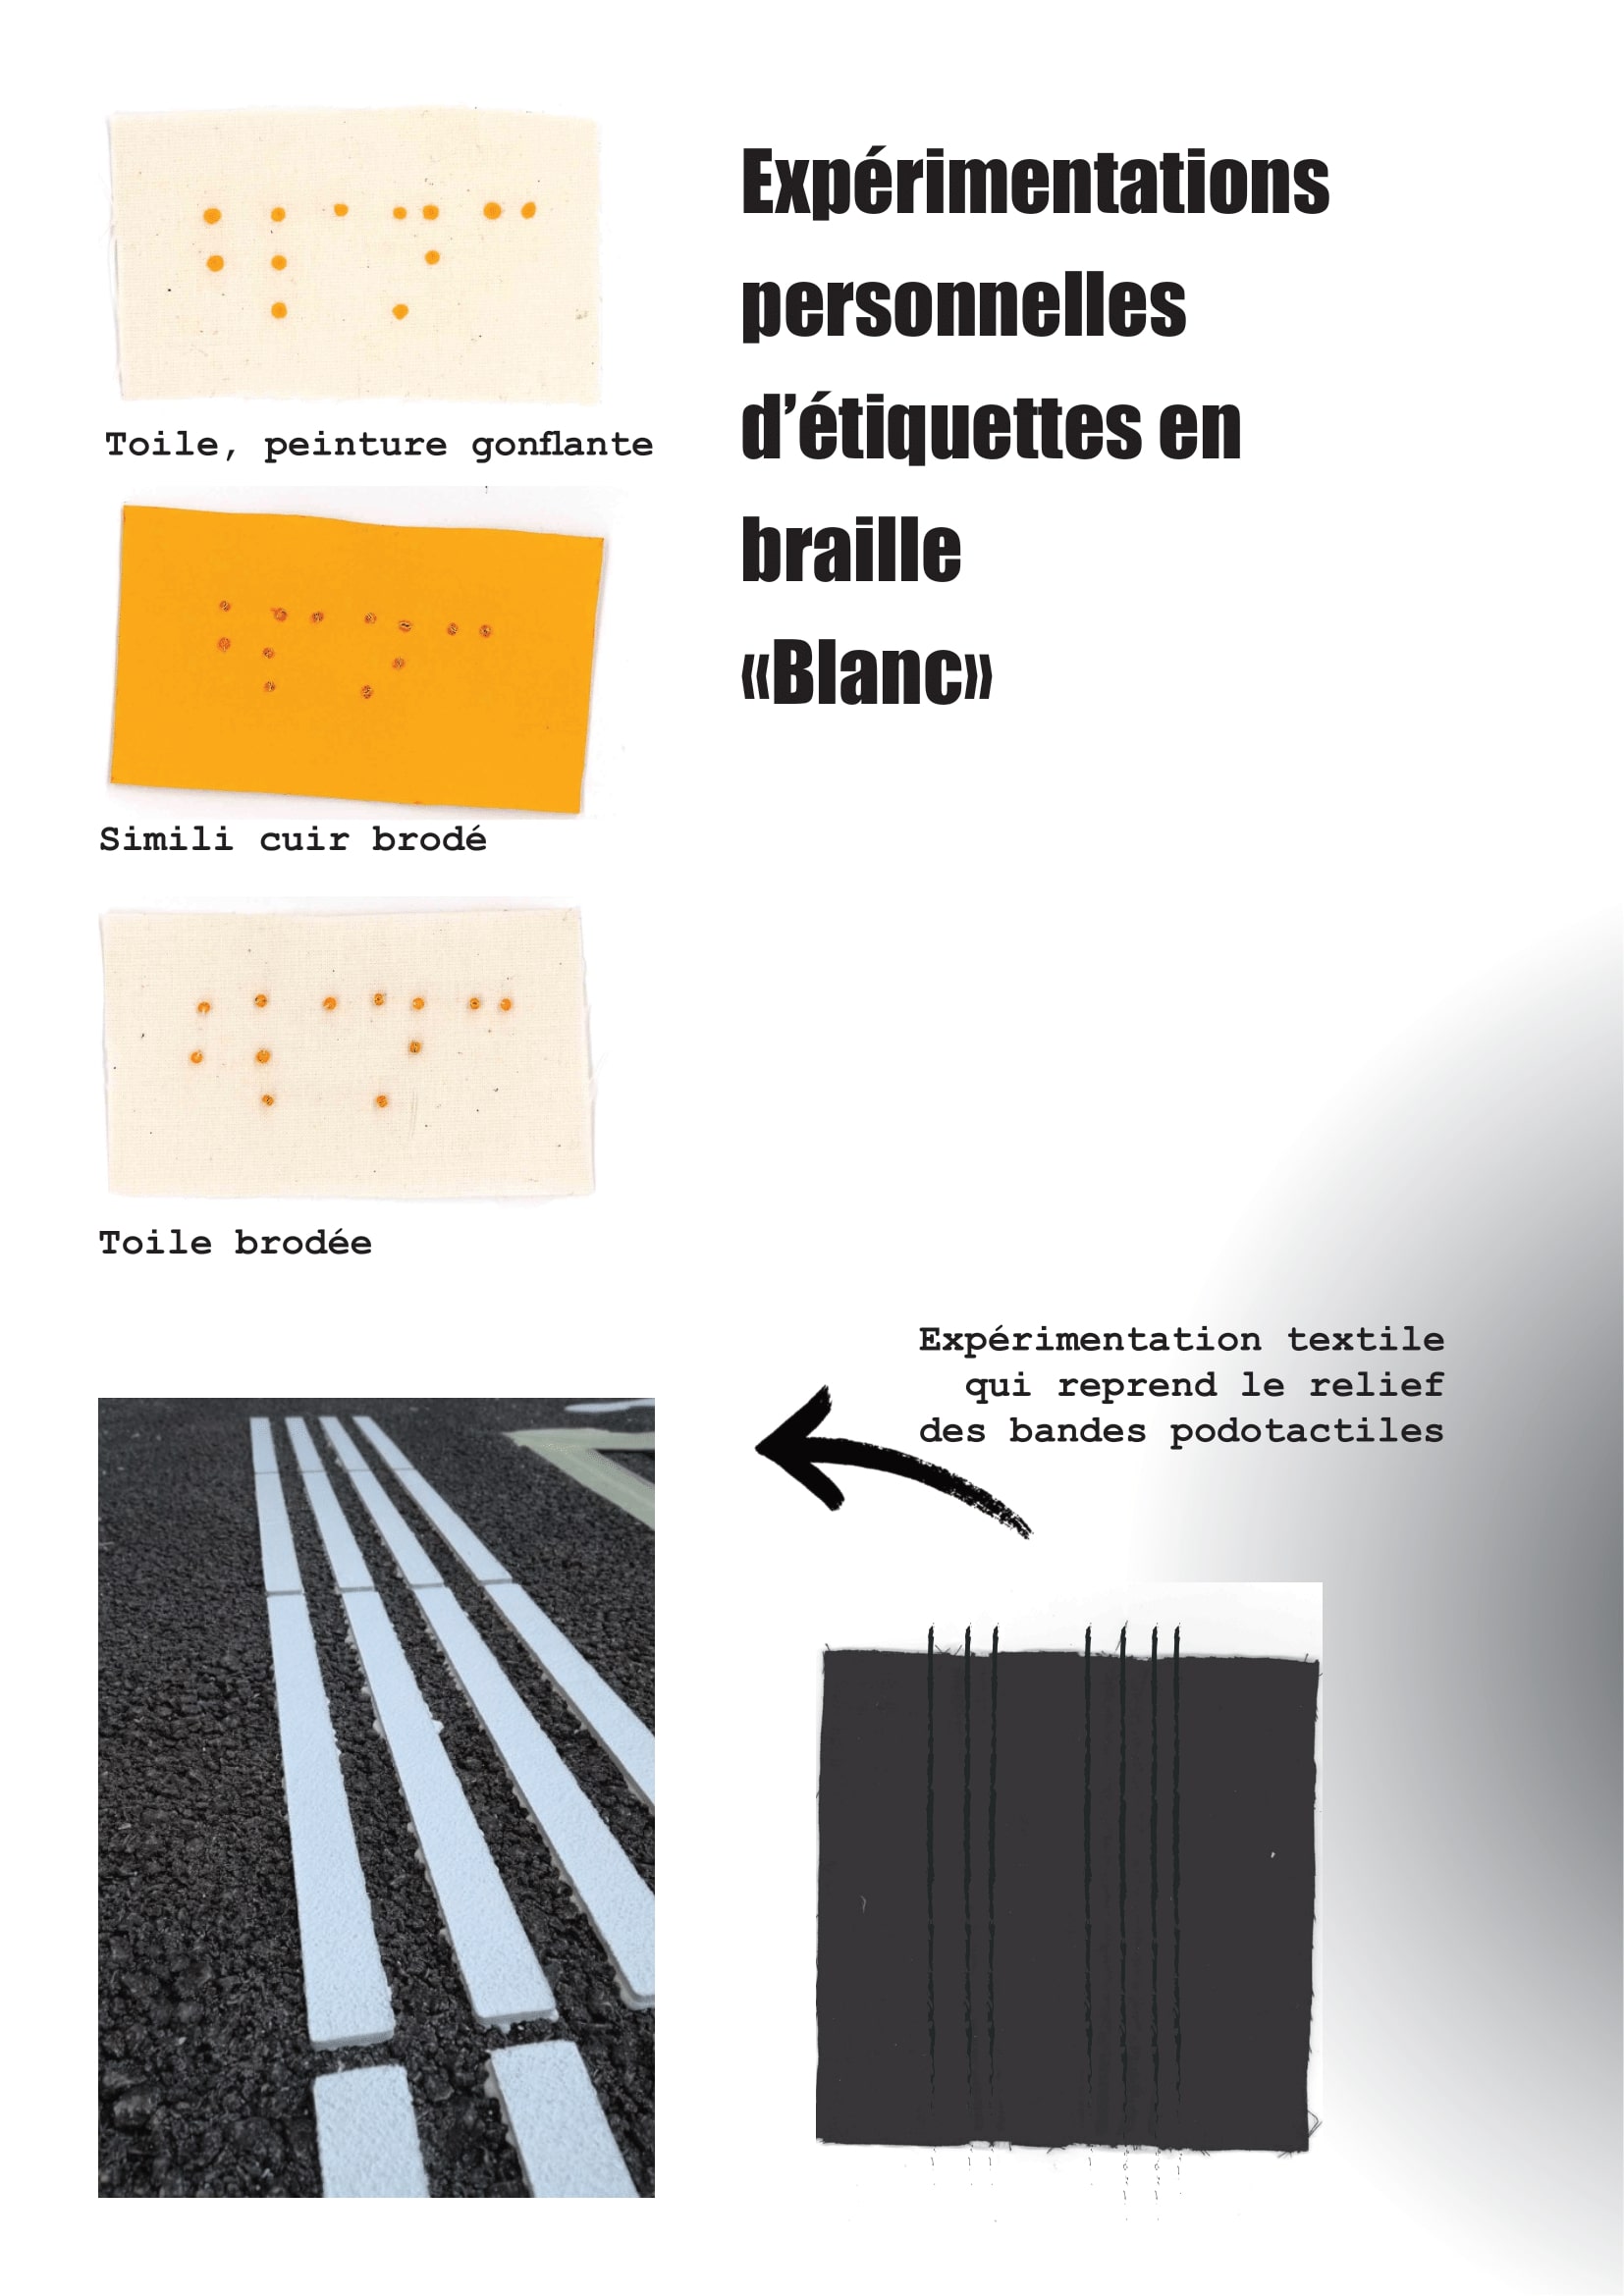 Expérimentations
personnelles
d’étiquettes en
braille
«Blanc»
Toile, peinture gonflante
Simili cuir brodé
Toile brodée
Expérimentation textile
qui reprend le relief
des bandes podotactiles